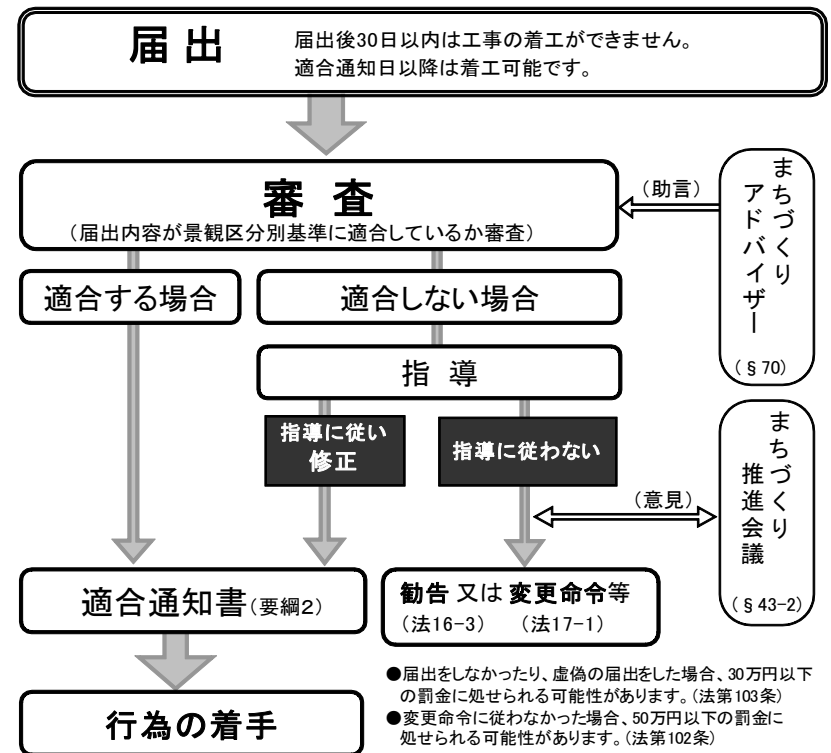 届出
届出後30日以内は工事の着工ができません。
適合通知日以降は着工可能です。
審査
（届出内容が景観区分別基準に適合しているか審査）
（助言）
まちづくり
アドバイザー
（§70）
適合する場合
適合しない場合
指導
指導に従い
修正
指導に従わない
（意見）
まちづくり
推進会議
（§43-2）
適合通知書（要綱2）
勧告 又は 変更命令等
（法16-3） （法17-1）
行為の着手
●届出をしなかったり、虚偽の届出をした場合、30万円以下
の罰金に処せられる可能性があります。（法第103条）
●変更命令に従わなかった場合、50万円以下の罰金に
処せられる可能性があります。（法第102条）